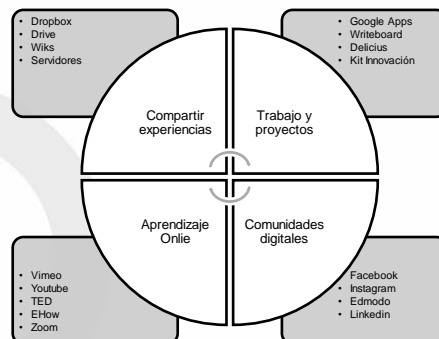 Dropbox
Drive
Wiks
Servidores
Google Apps
Writeboard
Delicius
Kit Innovación
Compartir
experiencias
Trabajo y
proyectos
Aprendizaje
Onlie
Comunidades
digitales
Vimeo
Youtube
TED
EHow
Zoom
Facebook
Instagram
Edmodo
Linkedin